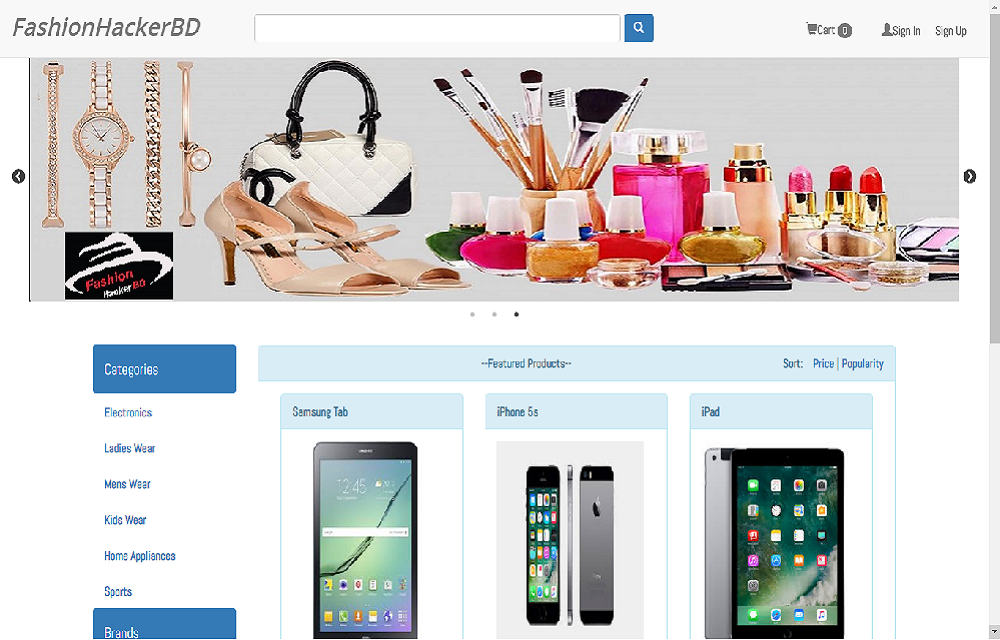 FashionHackerBD
Cart 0
Sign In
Sign Up
Fashion
HackerBD
Categories
Electronics
Ladies Wear
Mens Wear
Kids Wear
Home Appliances
Sports
Brands
--Featured Products--
Sort: Price | Popularity
Samsung Tab
iPhone 5s
iPad
SAMSUNG
12:45